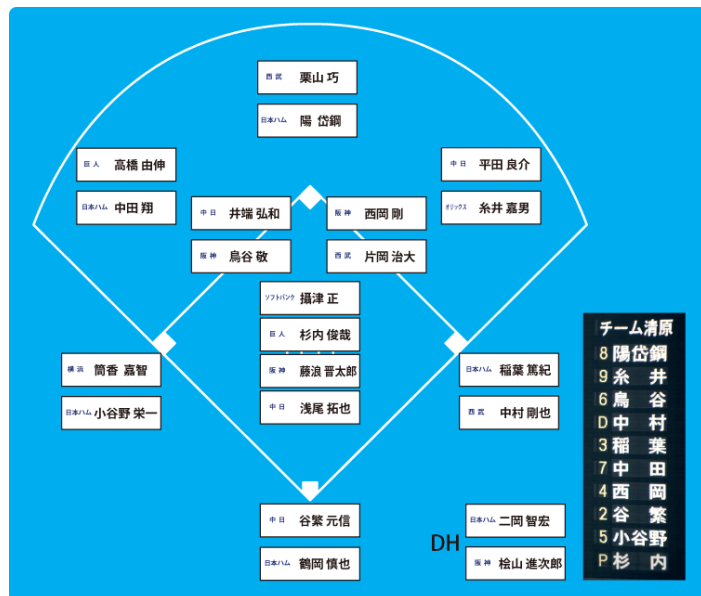 西武 栗山 巧
日本ハム 陽 岱鋼
巨人 高橋 由伸
中日 平田 良介
日本ハム 中田 翔
オリックス 糸井 嘉男
中日 井端 弘和
阪神 西岡 剛
阪神 鳥谷 敬
西武 片岡 治大
ソフトバンク 攝津 正
巨人 杉内 俊哉
阪神 藤浪 晋太郎
中日 浅尾 拓也
横浜 筒香 嘉智
日本ハム 小谷野 栄一
日本ハム 稲葉 篤紀
西武 中村 剛也
中日 谷繁 元信
日本ハム 鶴岡 慎也
DH
日本ハム 二岡 智宏
阪神 桧山 進次郎
チーム清原
8 陽岱鋼
9 糸井
6 鳥谷
D 中村
3 稲葉
7 中田
4 西岡
2 谷繁
5 小谷野
P 杉内